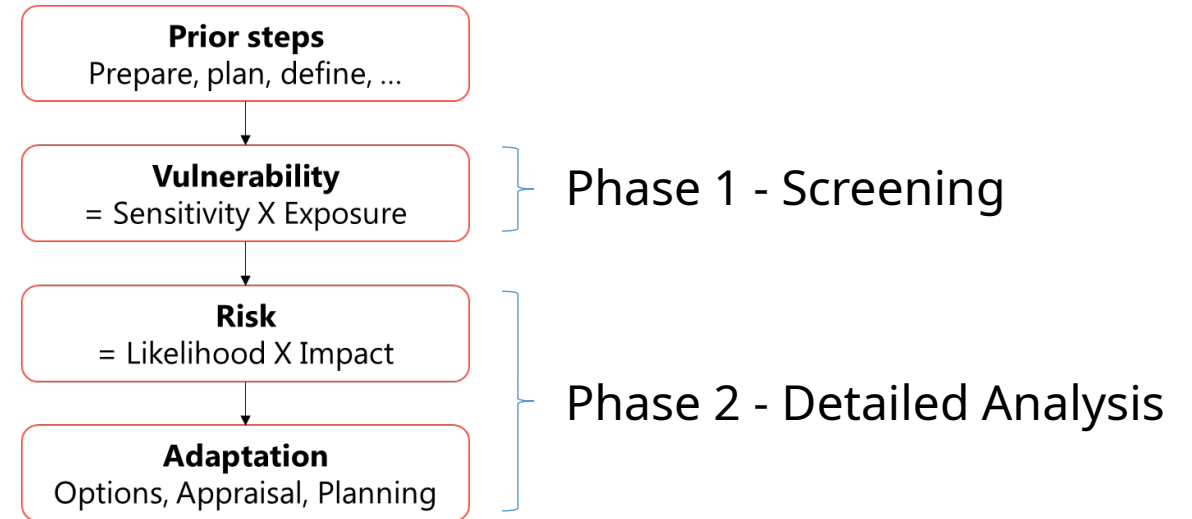 Prior steps
Prepare, plan, define, ...
Vulnerability
= Sensitivity X Exposure
Phase 1 - Screening
Risk
= Likelihood X Impact
Phase 2 - Detailed Analysis
Adaptation
Options, Appraisal, Planning